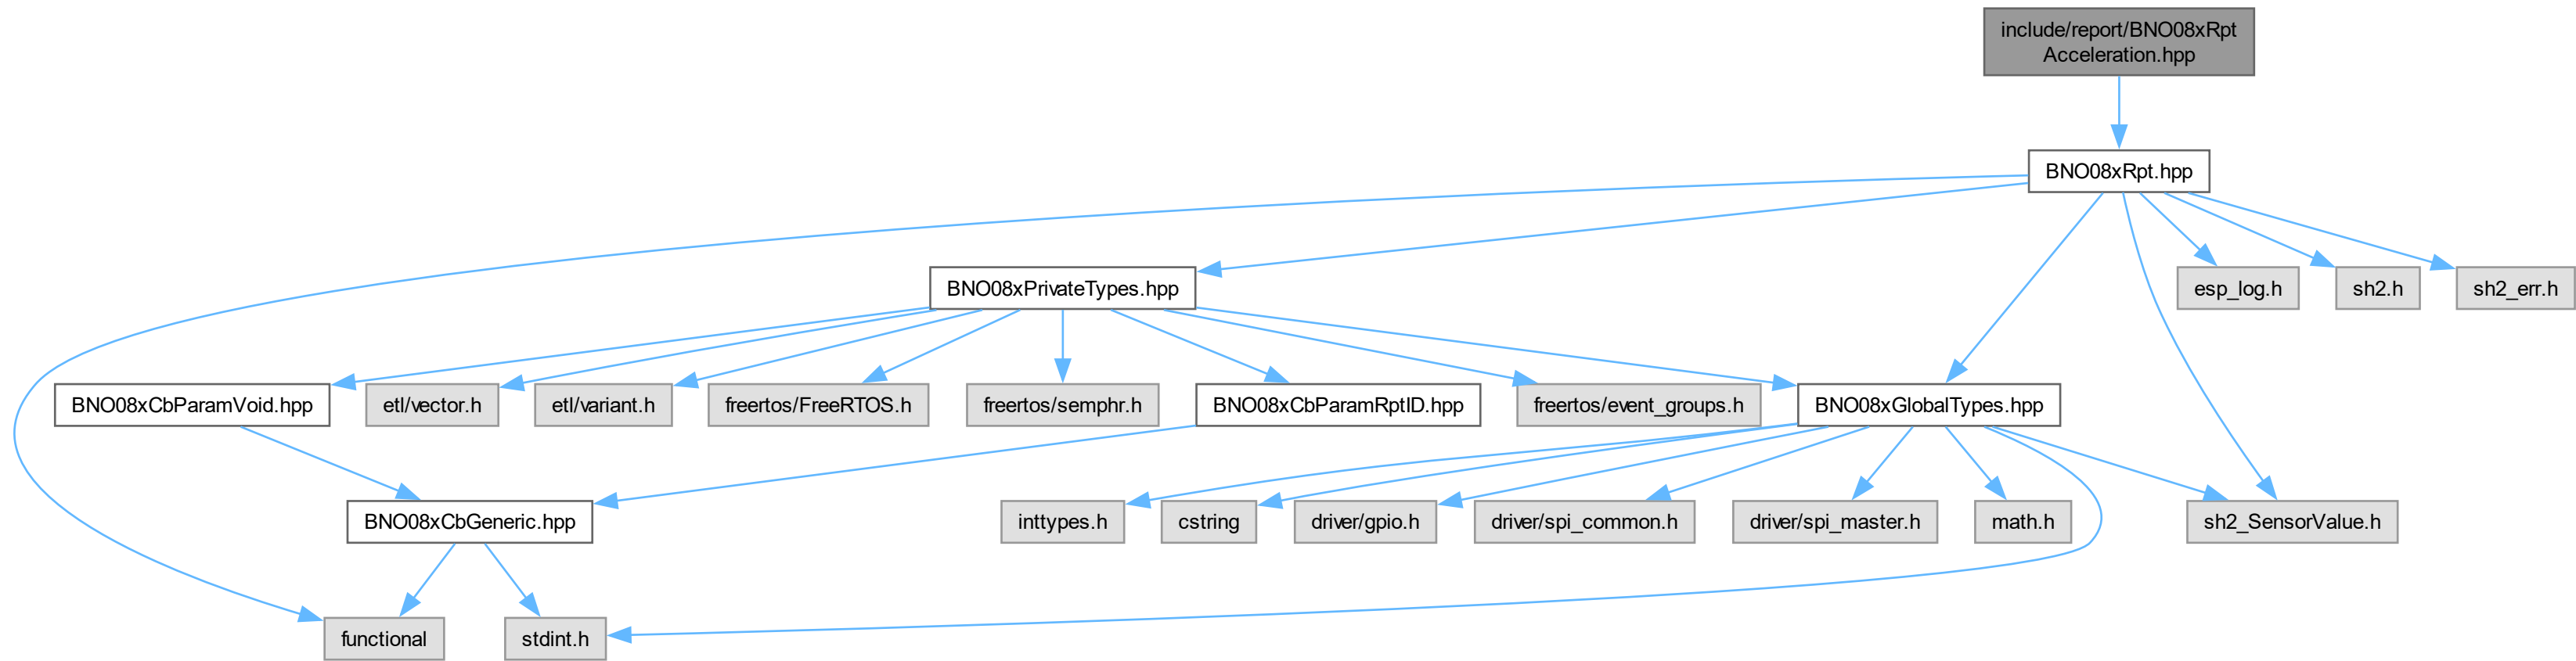 include/report/BNO08xRpt
Acceleration.hpp
BNO08xRpt.hpp
BNO08xPrivateTypes.hpp
esp_log.h
sh2.h
sh2_err.h
BNO08xCbParamVoid.hpp
etl/vector.h
etl/variant.h
freertos/FreeRTOS.h
freertos/semphr.h
BNO08xCbParamRptID.hpp
freertos/event_groups.h
BNO08xGlobalTypes.hpp
BNO08xCbGeneric.hpp
inttypes.h
cstring
driver/gpio.h
driver/spi_common.h
driver/spi_master.h
math.h
sh2_SensorValue.h
functional
stdint.h